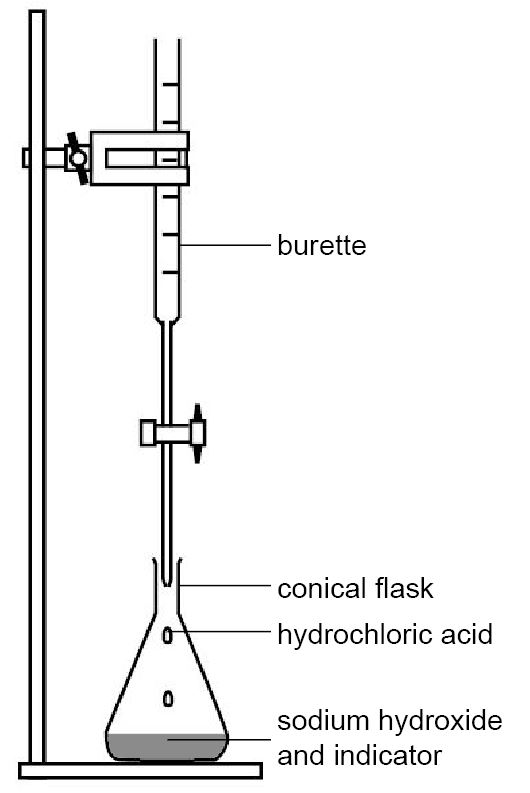 burette
conical flask
hydrochloric acid
sodium hydroxide
and indicator